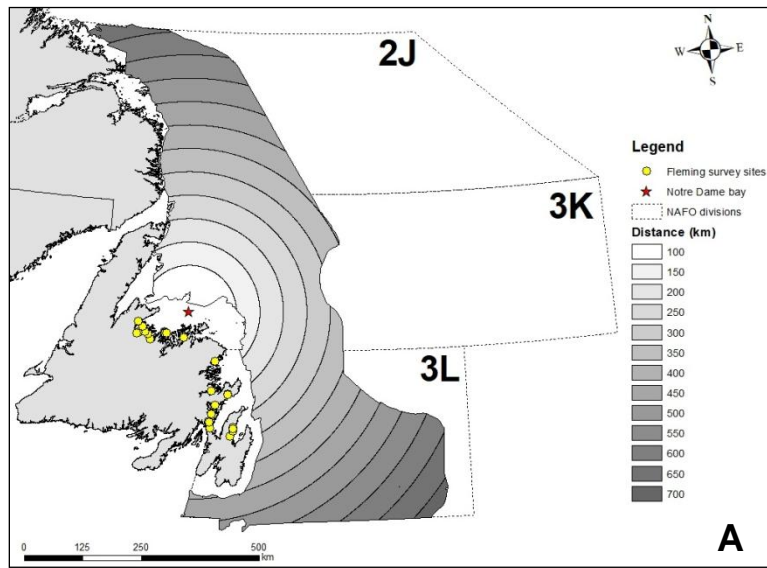 2J
N
W E
S
3K
3L
Legend
Fleming survey sites
Notre Dame bay
NAFO divisions
Distance (km)
100
150
200
250
300
350
400
450
500
550
600
650
700
0 125 250 500
km
A